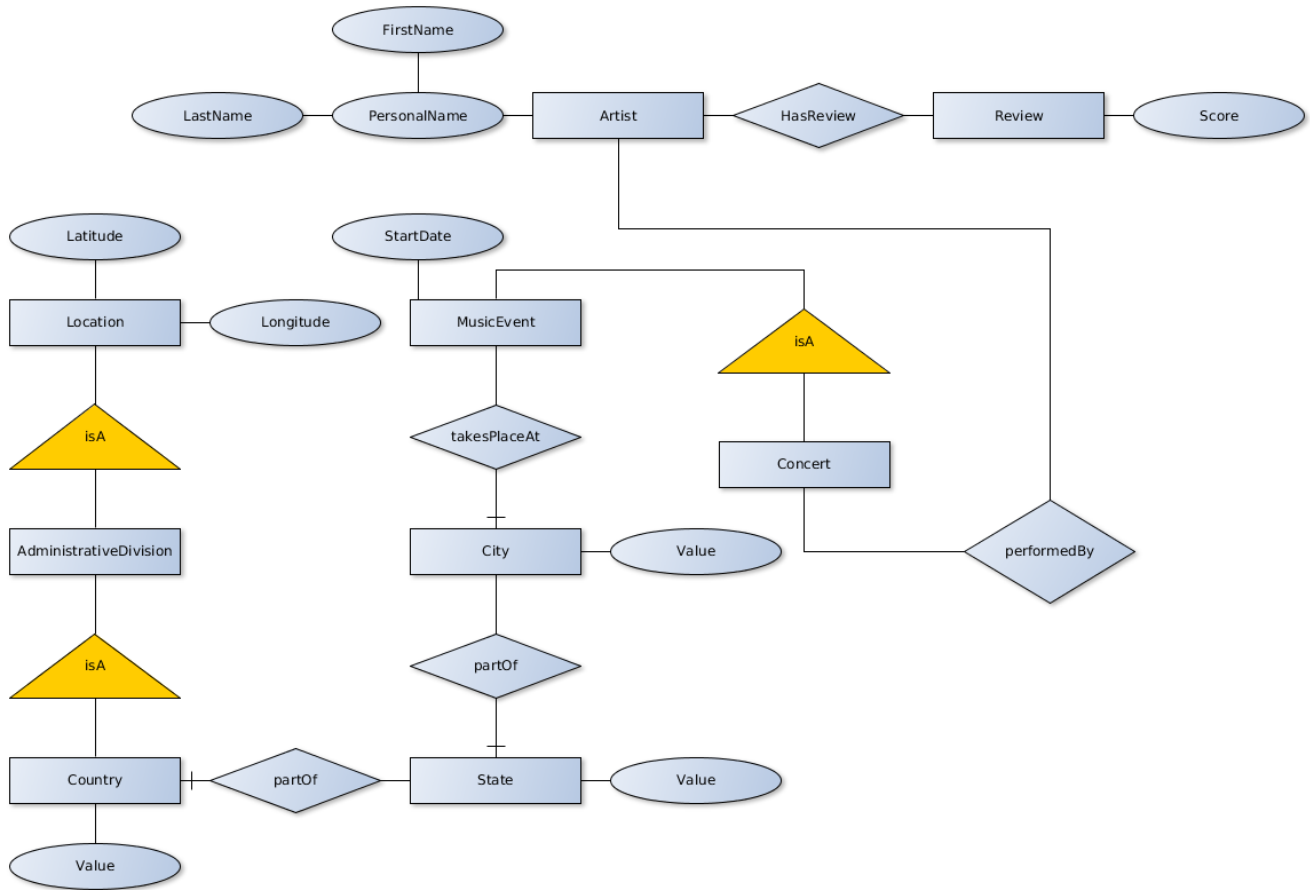 FirstName
LastName
PersonalName
Artist
HasReview
Review
Score
Latitude
StartDate
Location
Longitude
MusicEvent
isA
isA
takesPlaceAt
Concert
AdministrativeDivision
City
Value
performedBy
isA
partOf
Country
partOf
State
Value
Value